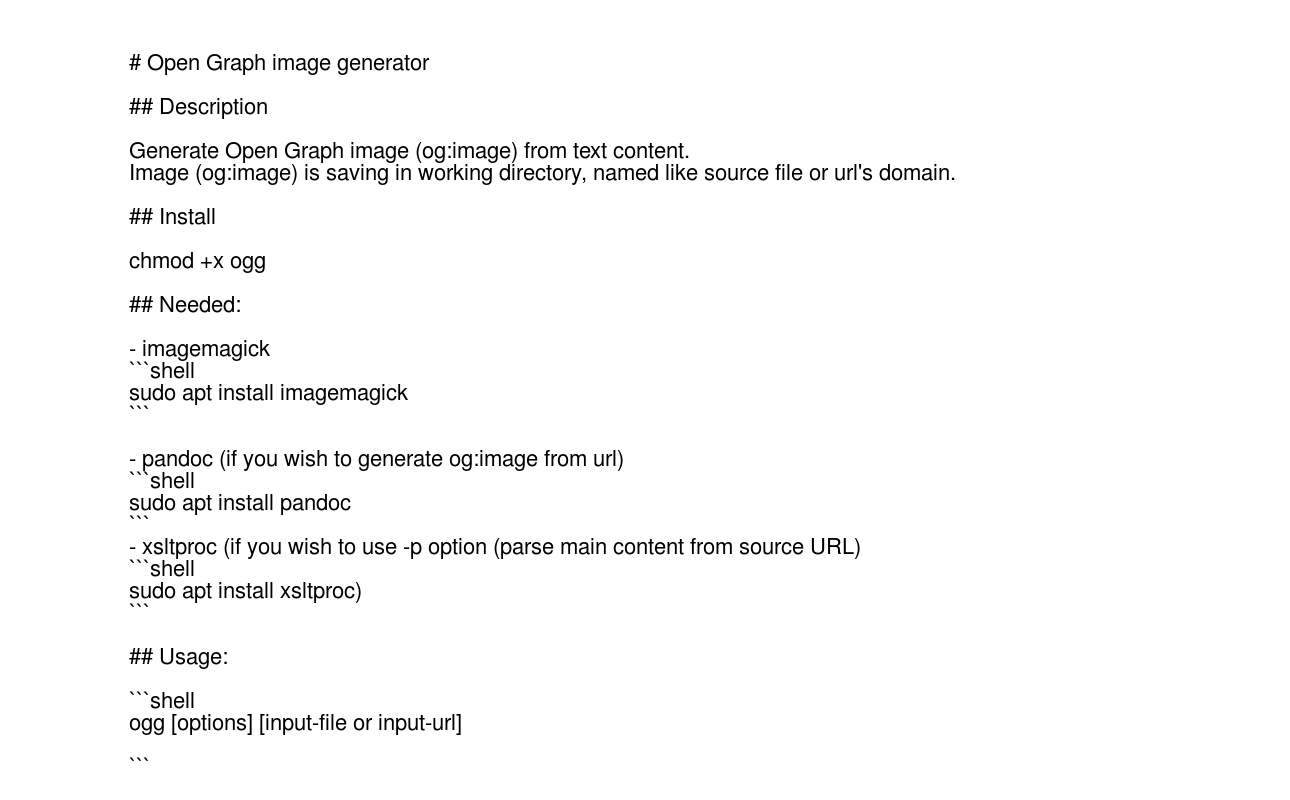 # Open Graph image generator
## Description
Generate Open Graph image (og:image) from text content.
Image (og:image) is saving in working directory, named like source file or url's domain.
## Install
chmod +x ogg
## Needed:
- imagemagick
```shell
sudo apt install imagemagick
```
- pandoc (if you wish to generate og:image from url)
```shell
sudo apt install pandoc
```
- xsltproc (if you wish to use -p option (parse main content from source URL)
```shell
sudo apt install xsltproc)
```
## Usage:
```shell
ogg [options] [input-file or input-url]
```